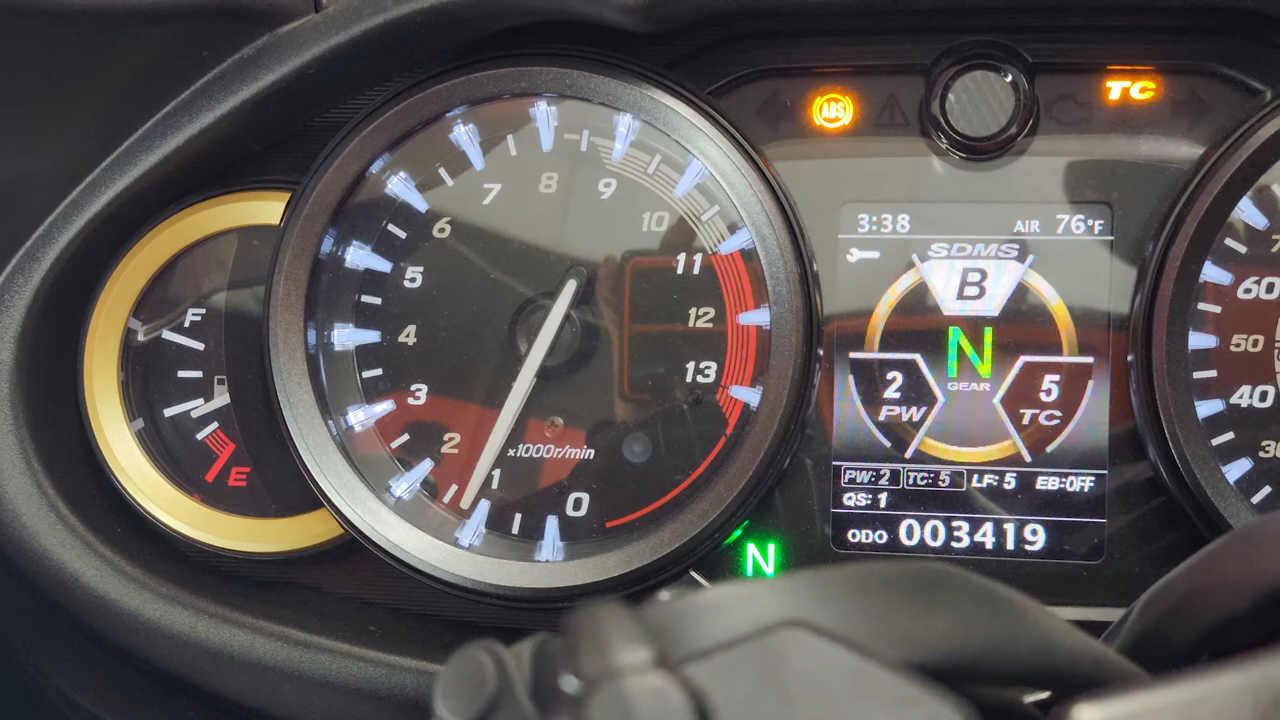 F
E
0
1
2
3
4
5
6
7
8
9
10
11
12
13
x1000r/min
ABS
TC
3:38 AIR 76°F
SDMS
B
N
GEAR
2
PW
5
TC
PW: 2 TC: 5 LF: 5 EB:OFF
QS: 1
ODO 003419
N
60
50
40
30